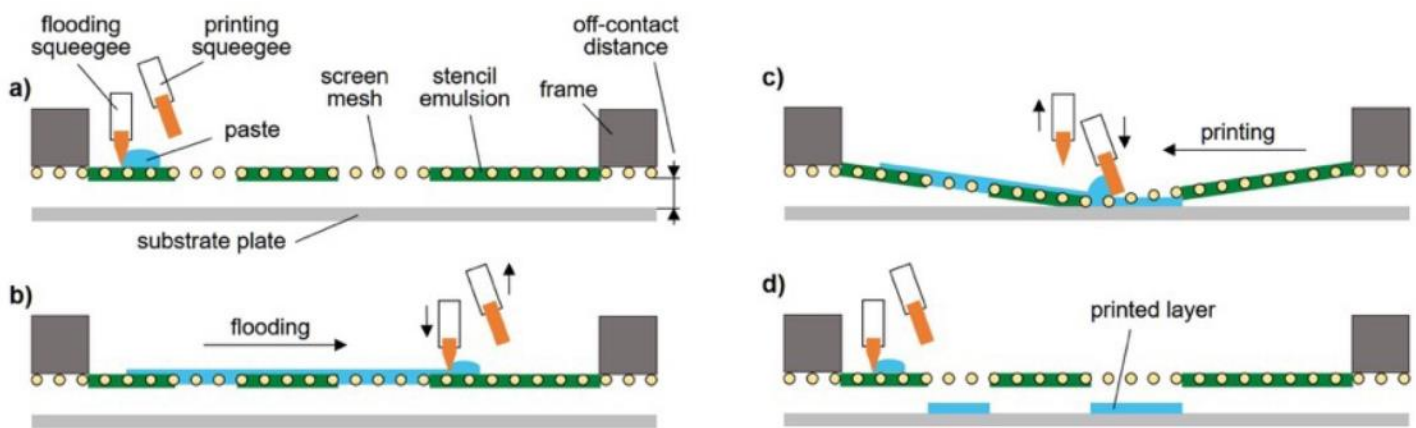 a)
flooding
squeegee
printing
squeegee
paste
screen
mesh
stencil
emulsion
frame
off-contact
distance
substrate plate
b)
flooding
c)
printing
d)
printed layer